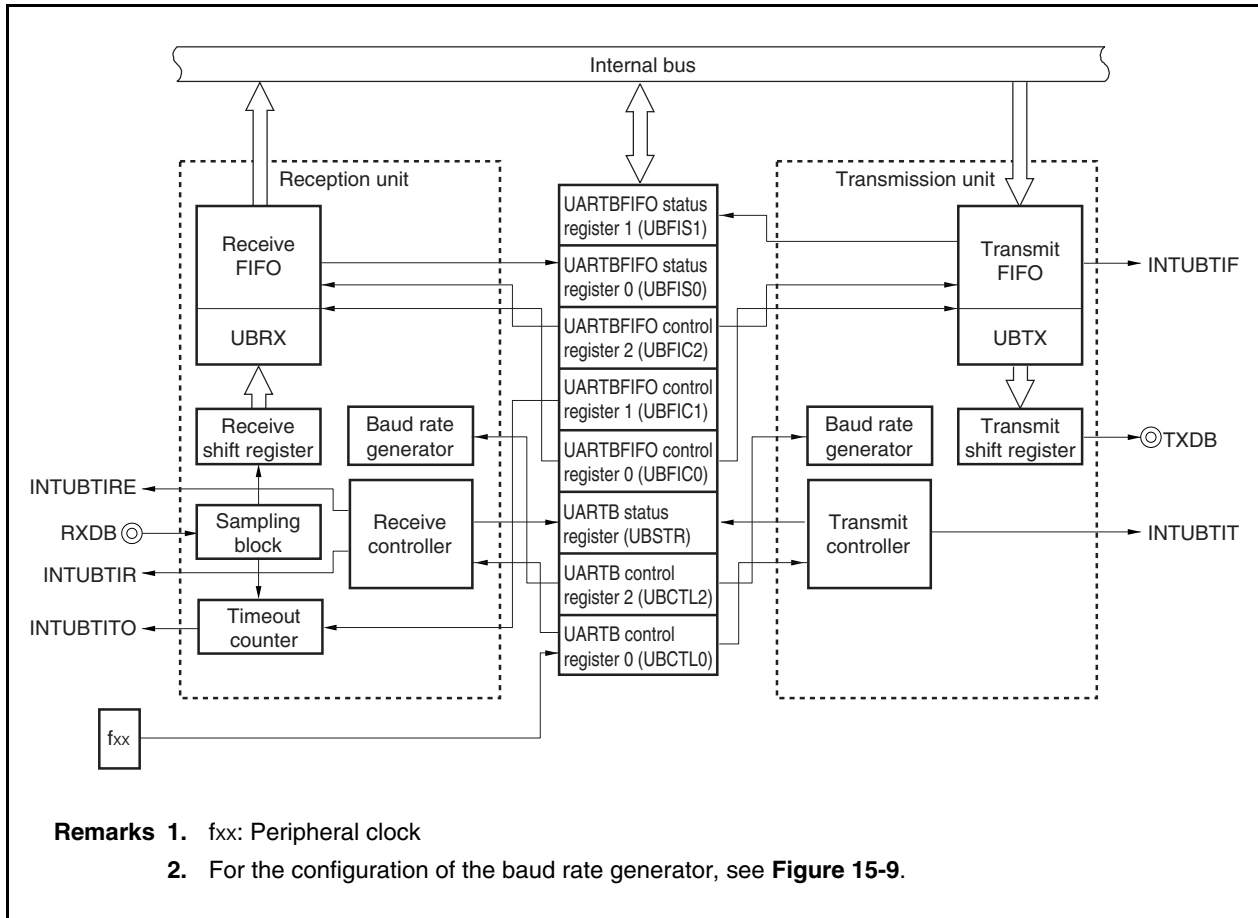 Internal bus
Reception unit
Transmission unit
Receive
FIFO
UBRX
Receive
shift register
Baud rate
generator
INTUBTIRE
RXDB
Sampling
block
Receive
controller
INTUBTIR
INTUBTITO
Timeout
counter
UARTBFIFO status
register 1 (UBFIS1)
UARTBFIFO status
register 0 (UBFIS0)
UARTBFIFO control
register 2 (UBFIC2)
UARTBFIFO control
register 1 (UBFIC1)
UARTBFIFO control
register 0 (UBFIC0)
UARTB status
register (UBSTR)
UARTB control
register 2 (UBCTL2)
UARTB control
register 0 (UBCTL0)
Transmit
FIFO
UBTX
INTUBTIF
Baud rate
generator
Transmit
shift register
TXDB
Transmit
controller
INTUBTIT
fxx
Remarks 1. fxx: Peripheral clock
2. For the configuration of the baud rate generator, see Figure 15-9.